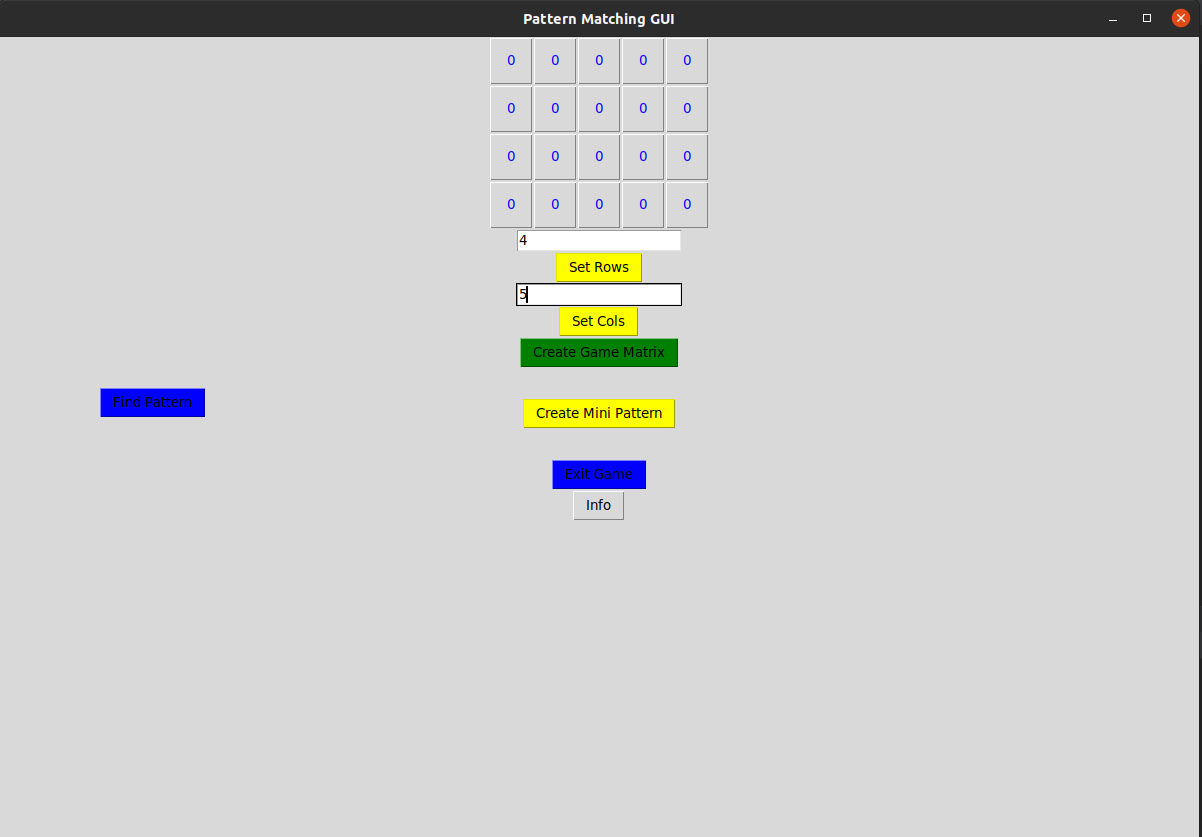 Pattern Matching GUI
0 0 0 0 0
0 0 0 0 0
0 0 0 0 0
0 0 0 0 0
4
Set Rows
5
Set Cols
Create Game Matrix
Find Pattern
Create Mini Pattern
Exit Game
Info